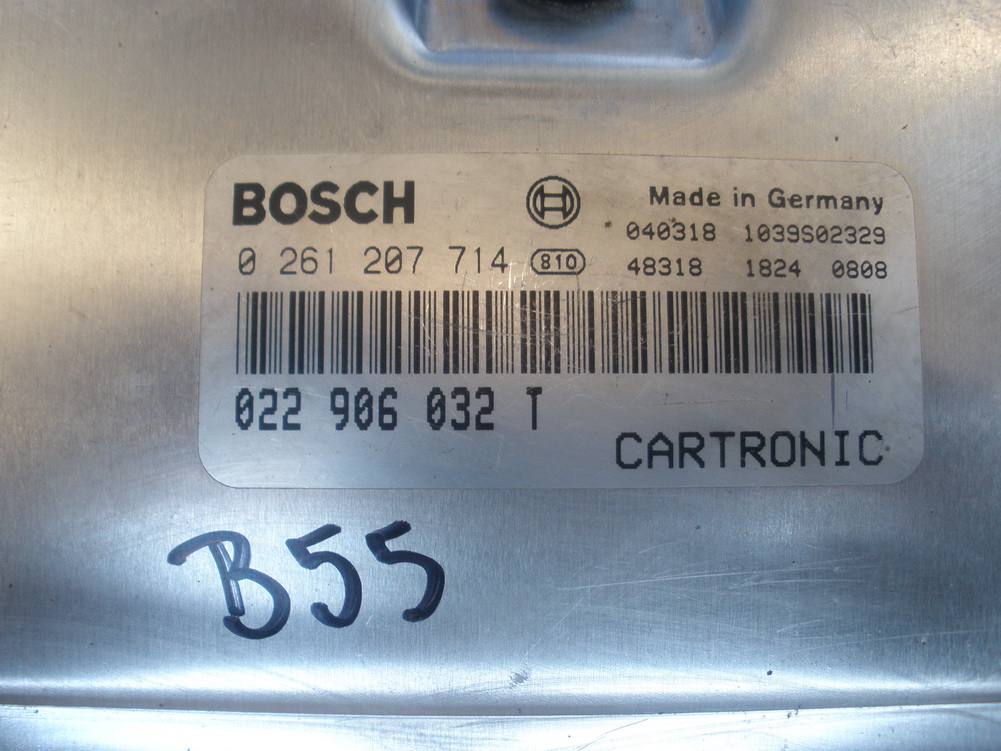 BOSCH
Made in Germany
040318 1039S02329
0 261 207 714 810
48318 1824 0808
022 906 032 T
CARTRONIC
B55